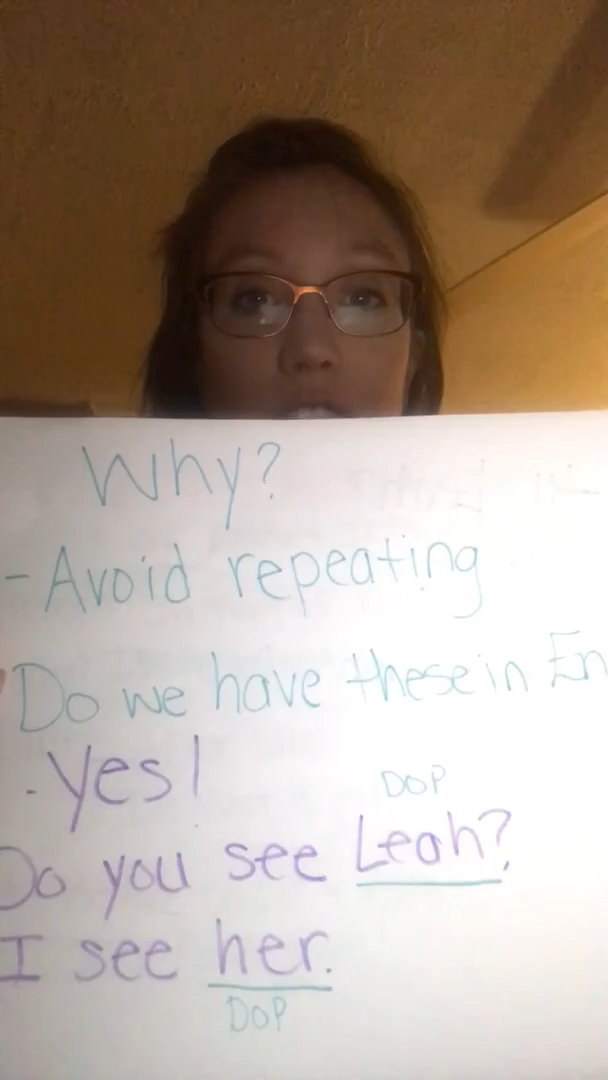 Why?
- Avoid repeating
Do we have these in En
- Yes!
DOP
Do you see Leah?
I see her.
DOP